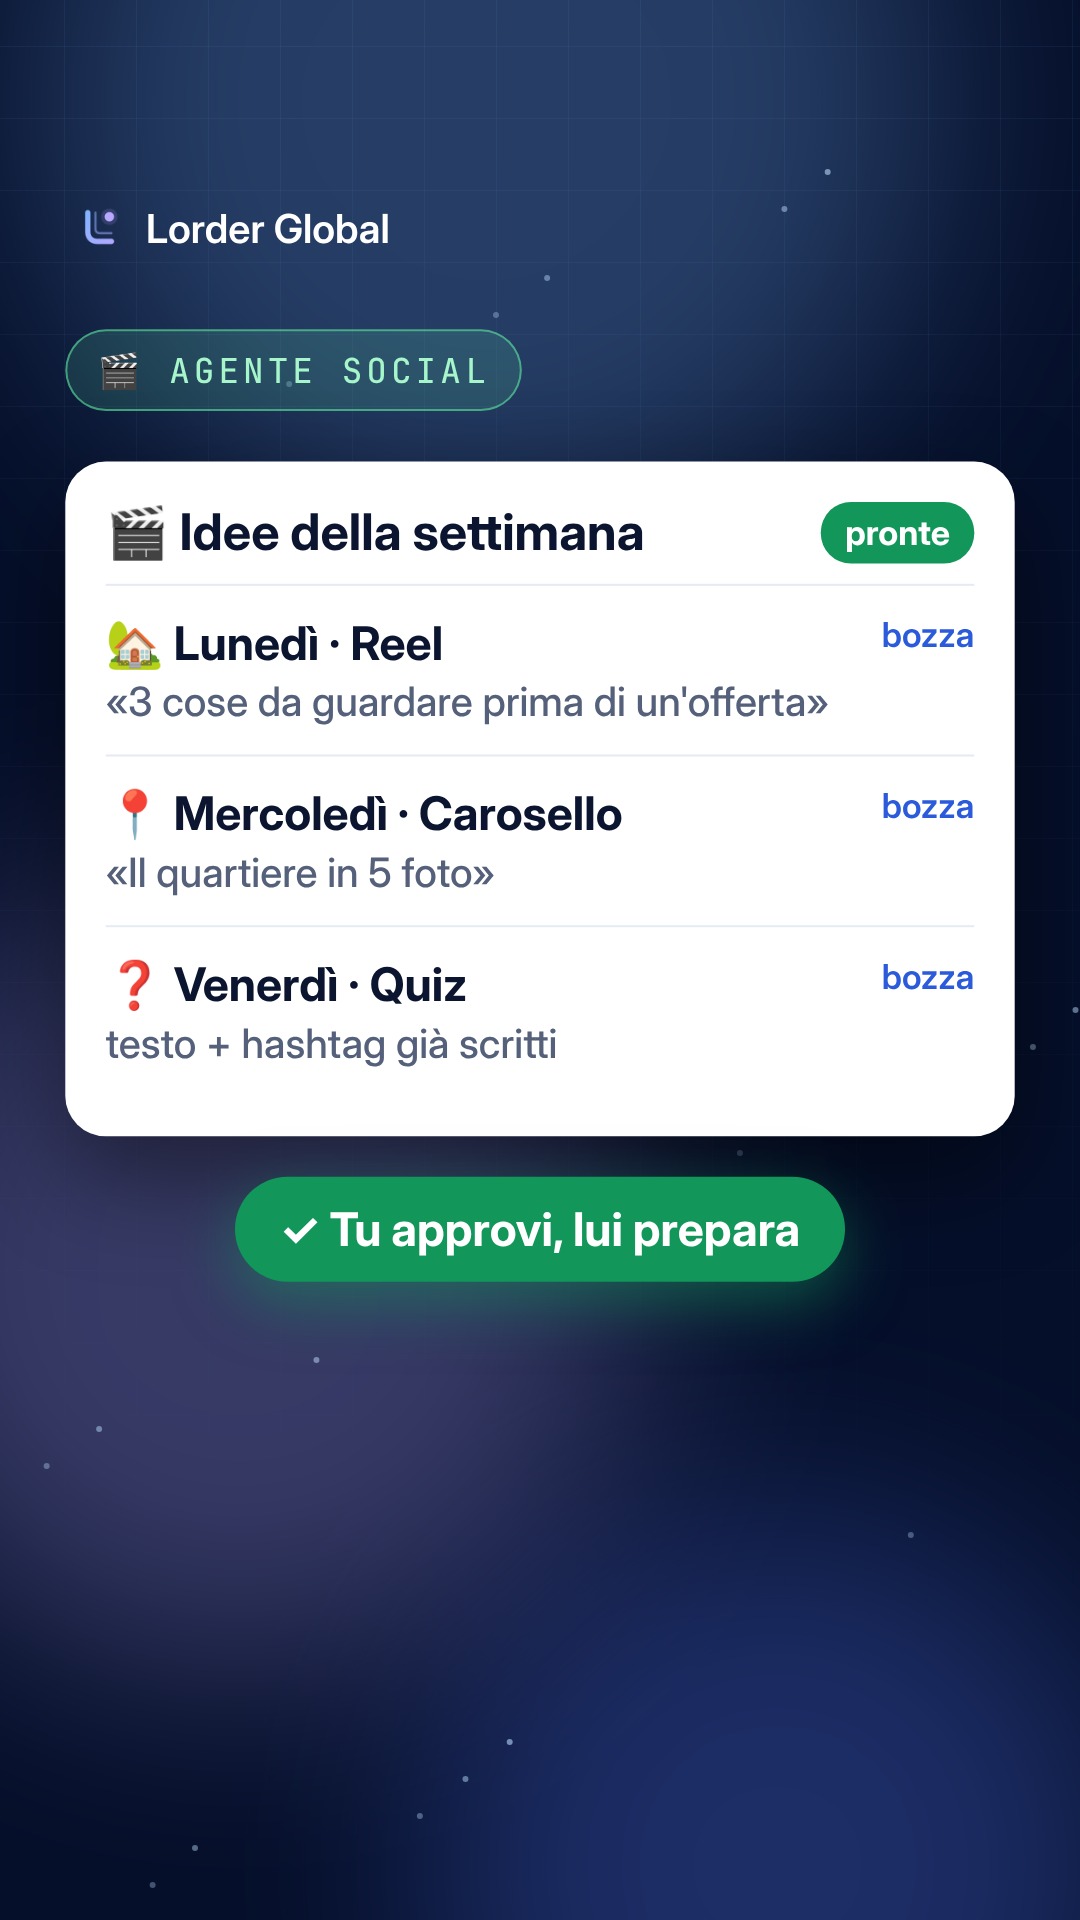 Lorder Global
🎬 AGENTE SOCIAL
🎬 Idee della settimana
pronte
🏡 Lunedì · Reel
bozza
«3 cose da guardare prima di un'offerta»
📍 Mercoledì · Carosello
bozza
«Il quartiere in 5 foto»
❓ Venerdì · Quiz
bozza
testo + hashtag già scritti
✓ Tu approvi, lui prepara